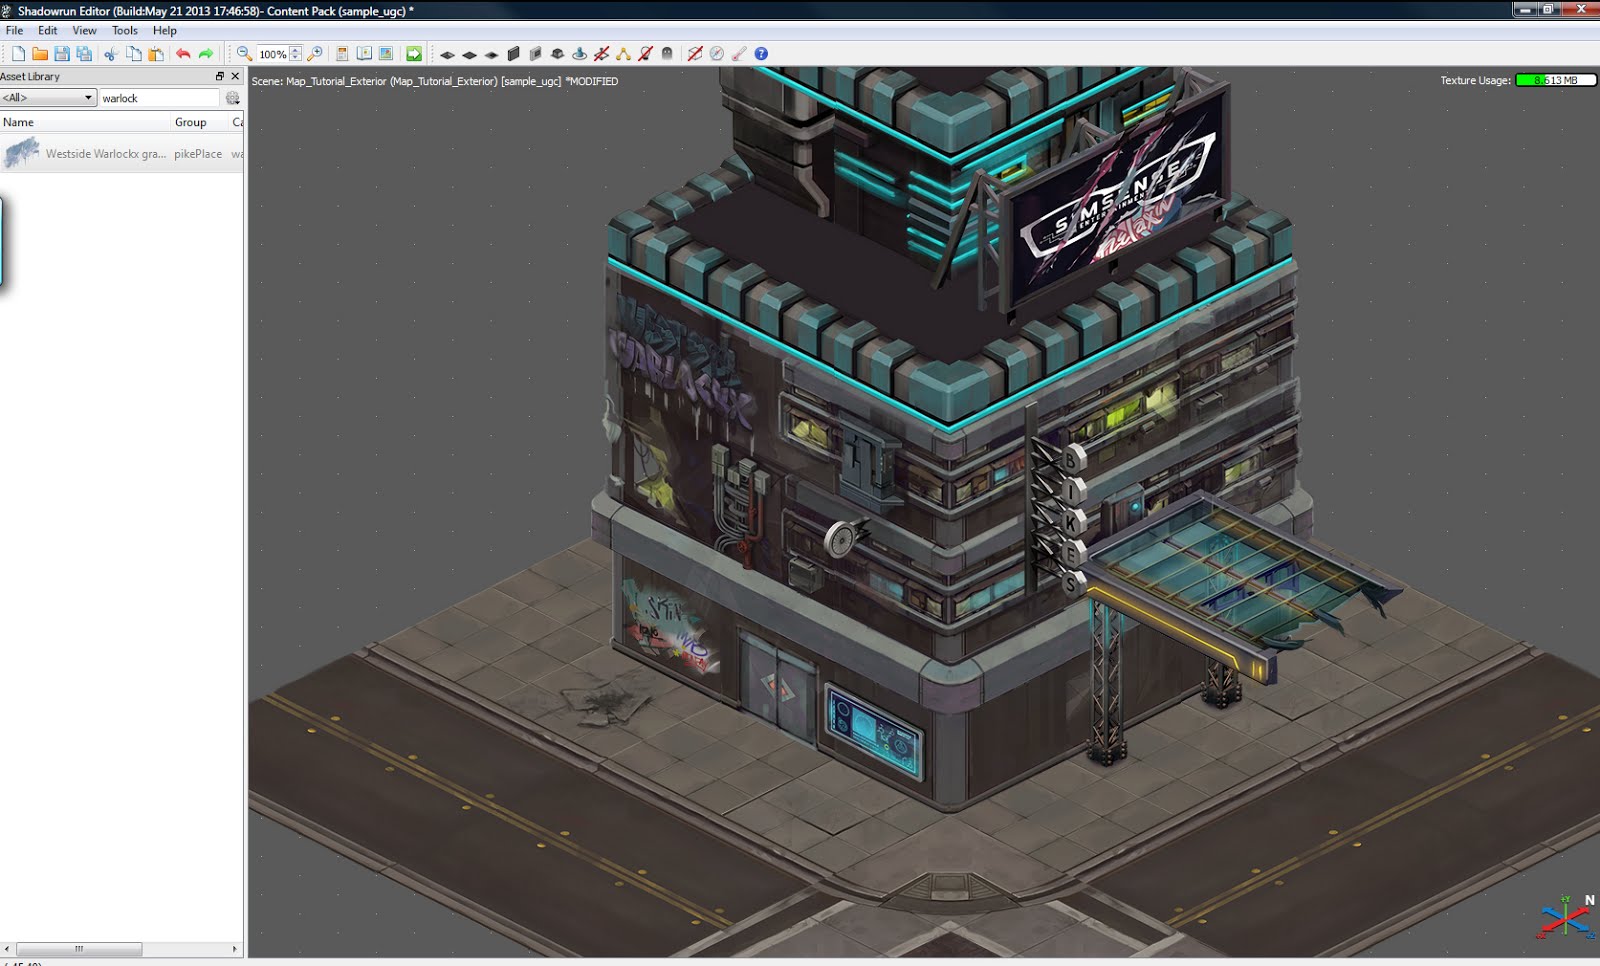 Shadowrun Editor (Build:May 21 2013 17:46:58)- Content Pack (sample_ugc) *
File Edit View Tools Help
100%
Asset Library
<All> warlock
Name Group Ca
Westside Warlockx gra... pikePlace wa
Scene: Map_Tutorial_Exterior (Map_Tutorial_Exterior) [sample_ugc] *MODIFIED
Texture Usage: 8.613 MB
SIMSENSE
ENTERTAINMENT
WARLOCKX
B
I
K
E
S
N